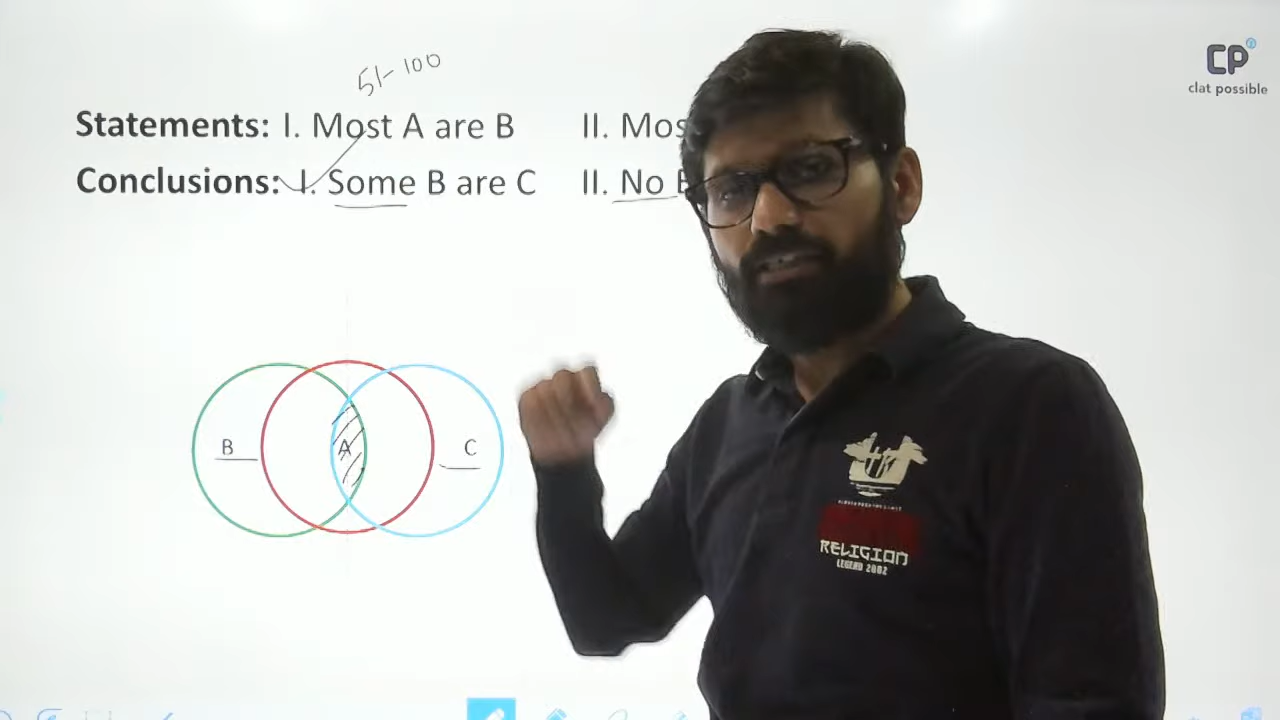 51-100
CP
clat possible
Statements: I. Most A are B II. Mos
Conclusions: I. Some B are C II. No
B
A
C
RELIGION
LEGEND 2002